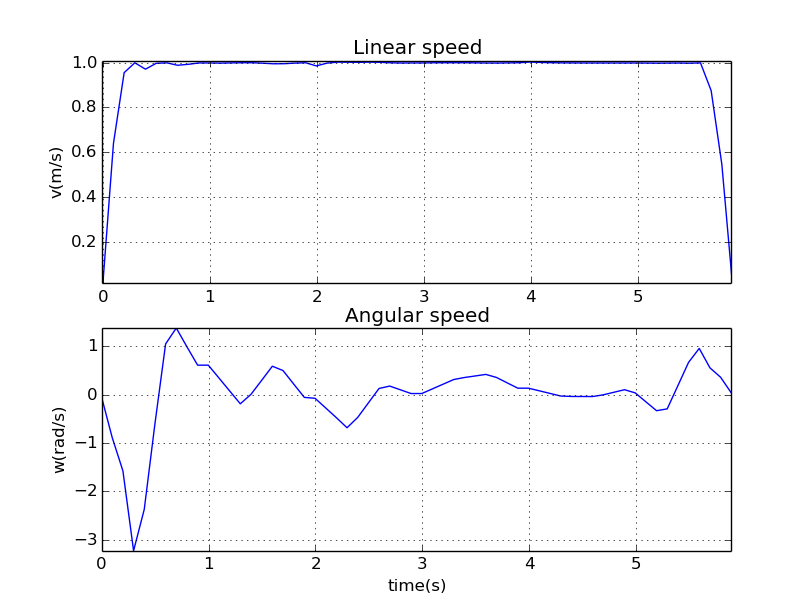 Linear speed
1.0
0.8
0.6
0.4
0.2
v(m/s)
0 1 2 3 4 5
Angular speed
1
0
−1
−2
−3
w(rad/s)
0 1 2 3 4 5
time(s)